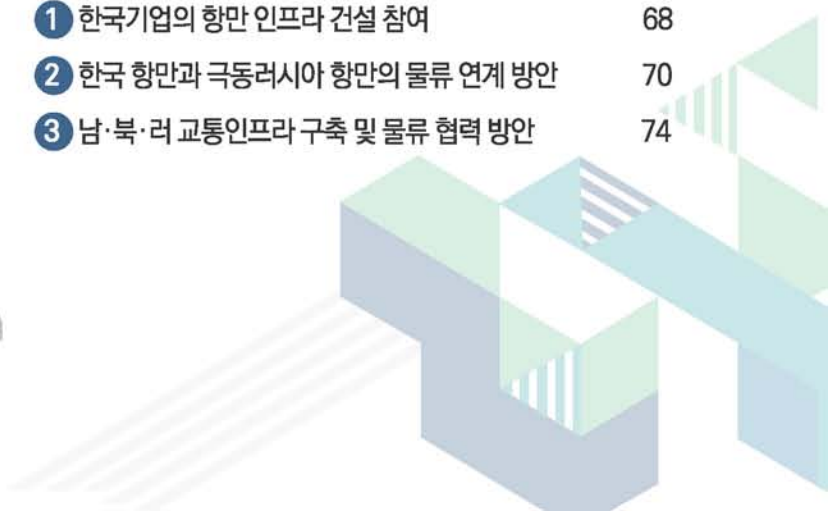 1 한국기업의 항만 인프라 건설 참여 68
2 한국 항만과 극동러시아 항만의 물류 연계 방안 70
3 남·북·러 교통인프라 구축 및 물류 협력 방안 74